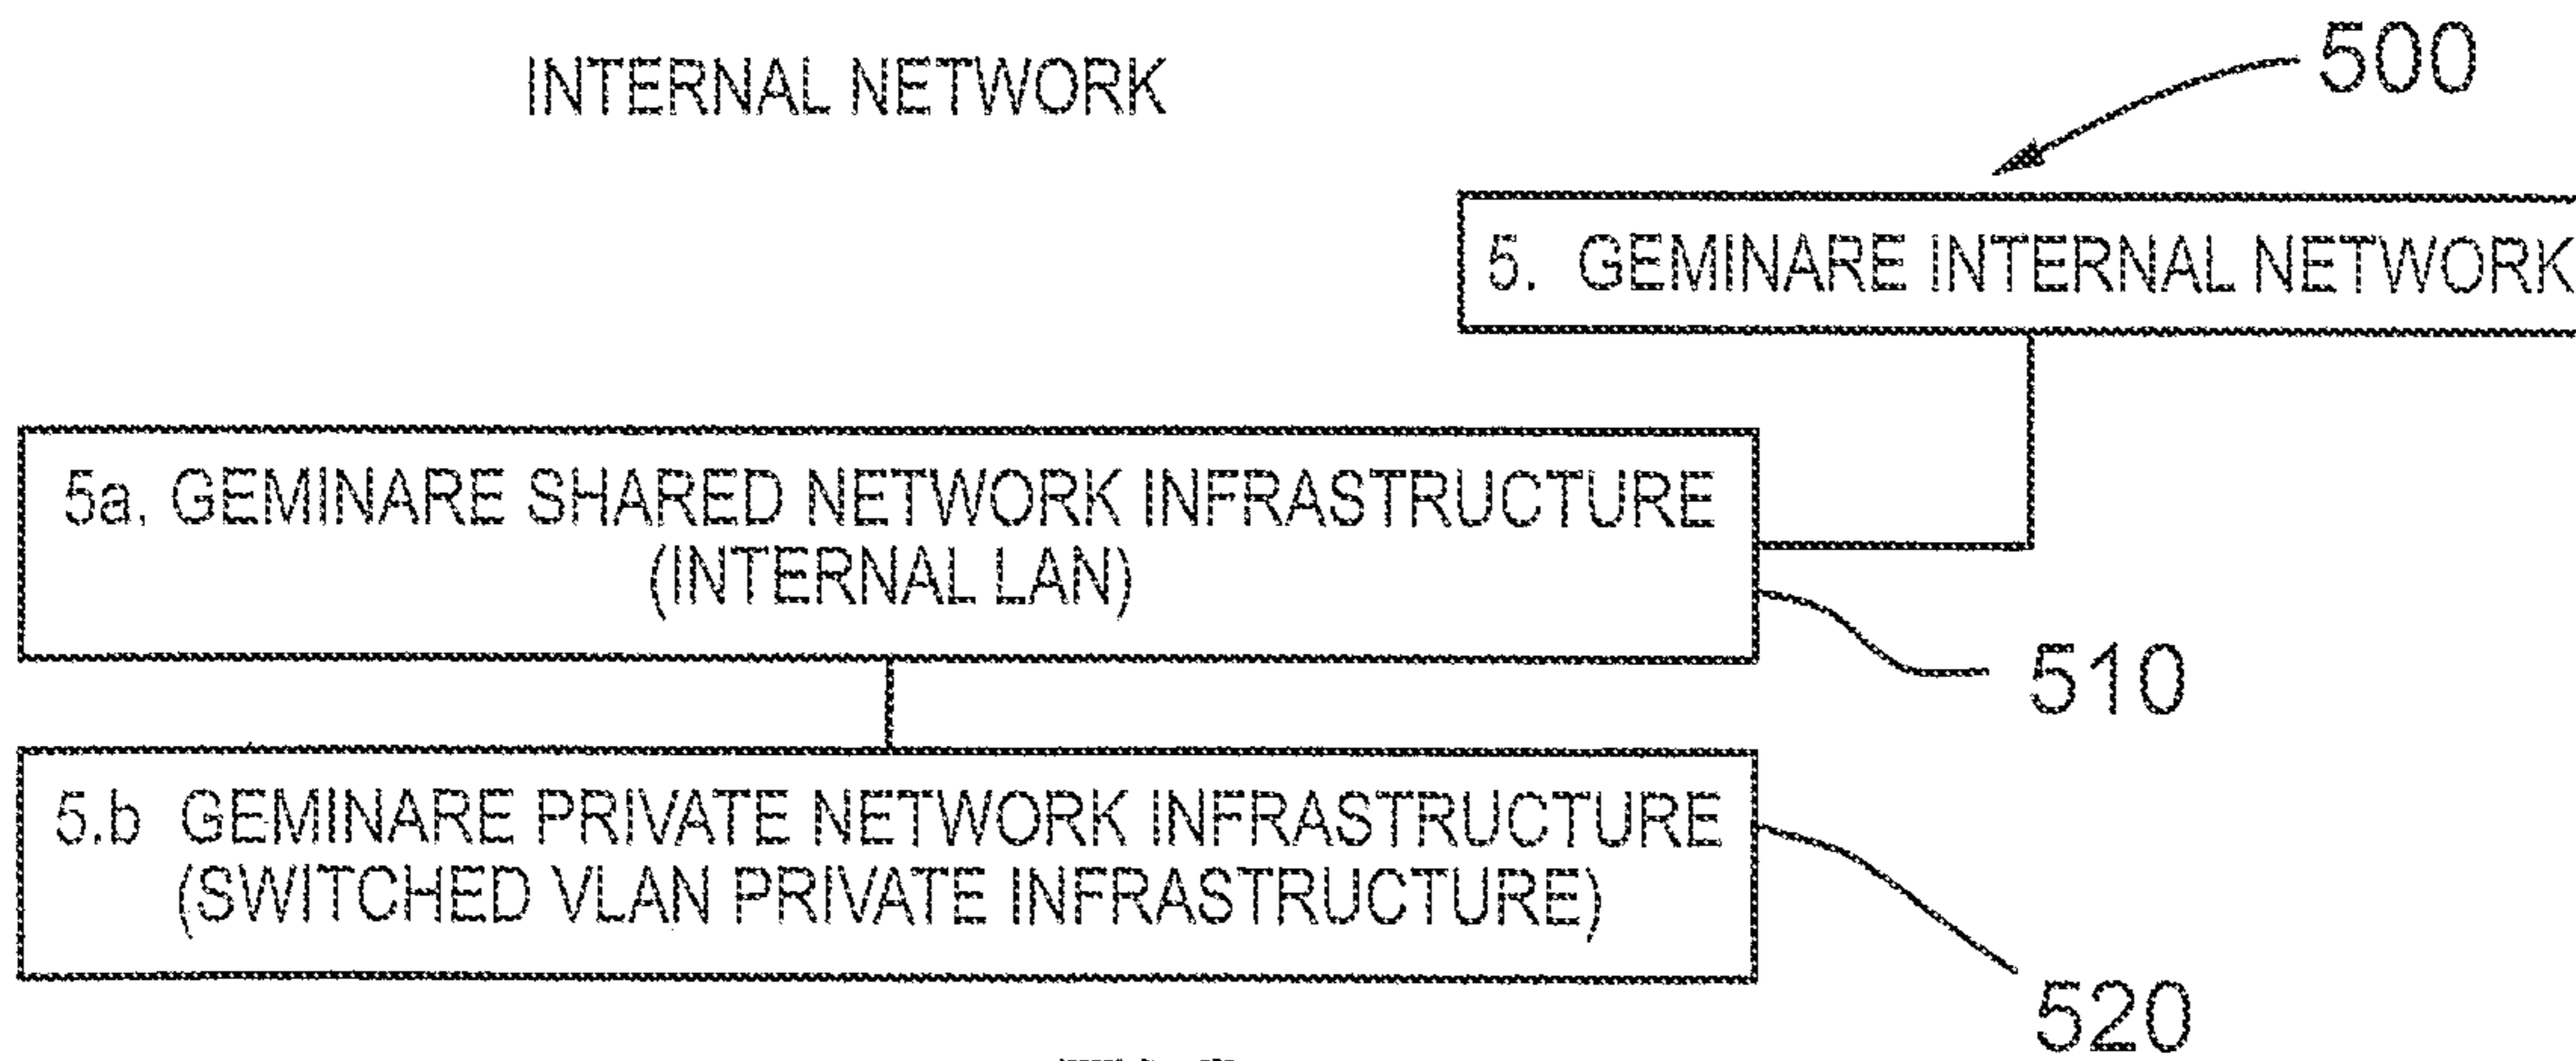 INTERNAL NETWORK
500
5. GEMINARE INTERNAL NETWORK
5a. GEMINARE SHARED NETWORK INFRASTRUCTURE
(INTERNAL LAN)
510
5.b GEMINARE PRIVATE NETWORK INFRASTRUCTURE
(SWITCHED VLAN PRIVATE INFRASTRUCTURE)
520